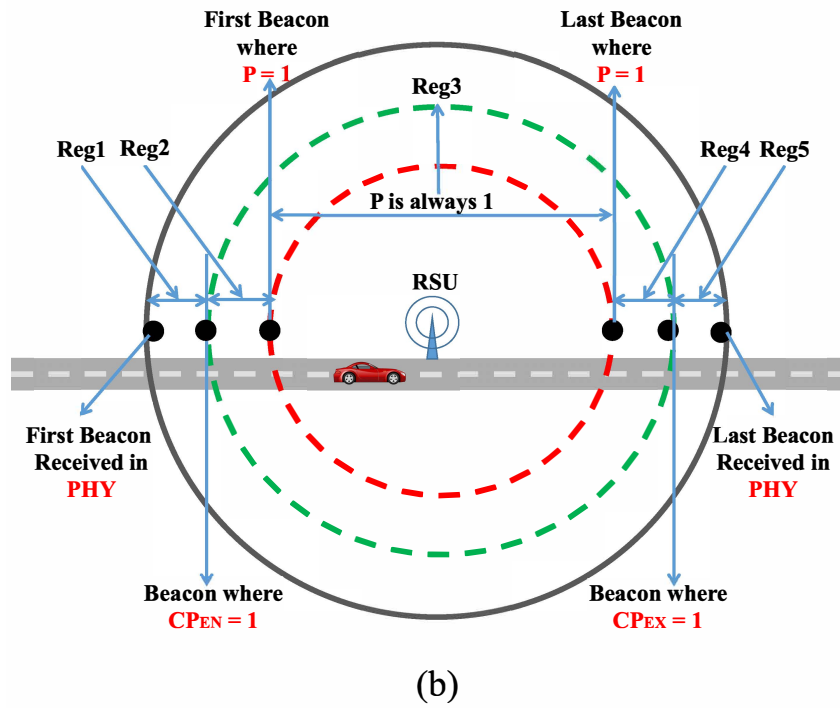 First Beacon
where
P = 1
Last Beacon
where
P = 1
Reg3
Reg1
Reg2
Reg4
Reg5
P is always 1
RSU
First Beacon
Received in
PHY
Last Beacon
Received in
PHY
Beacon where
CPEN = 1
Beacon where
CPEX = 1
(b)